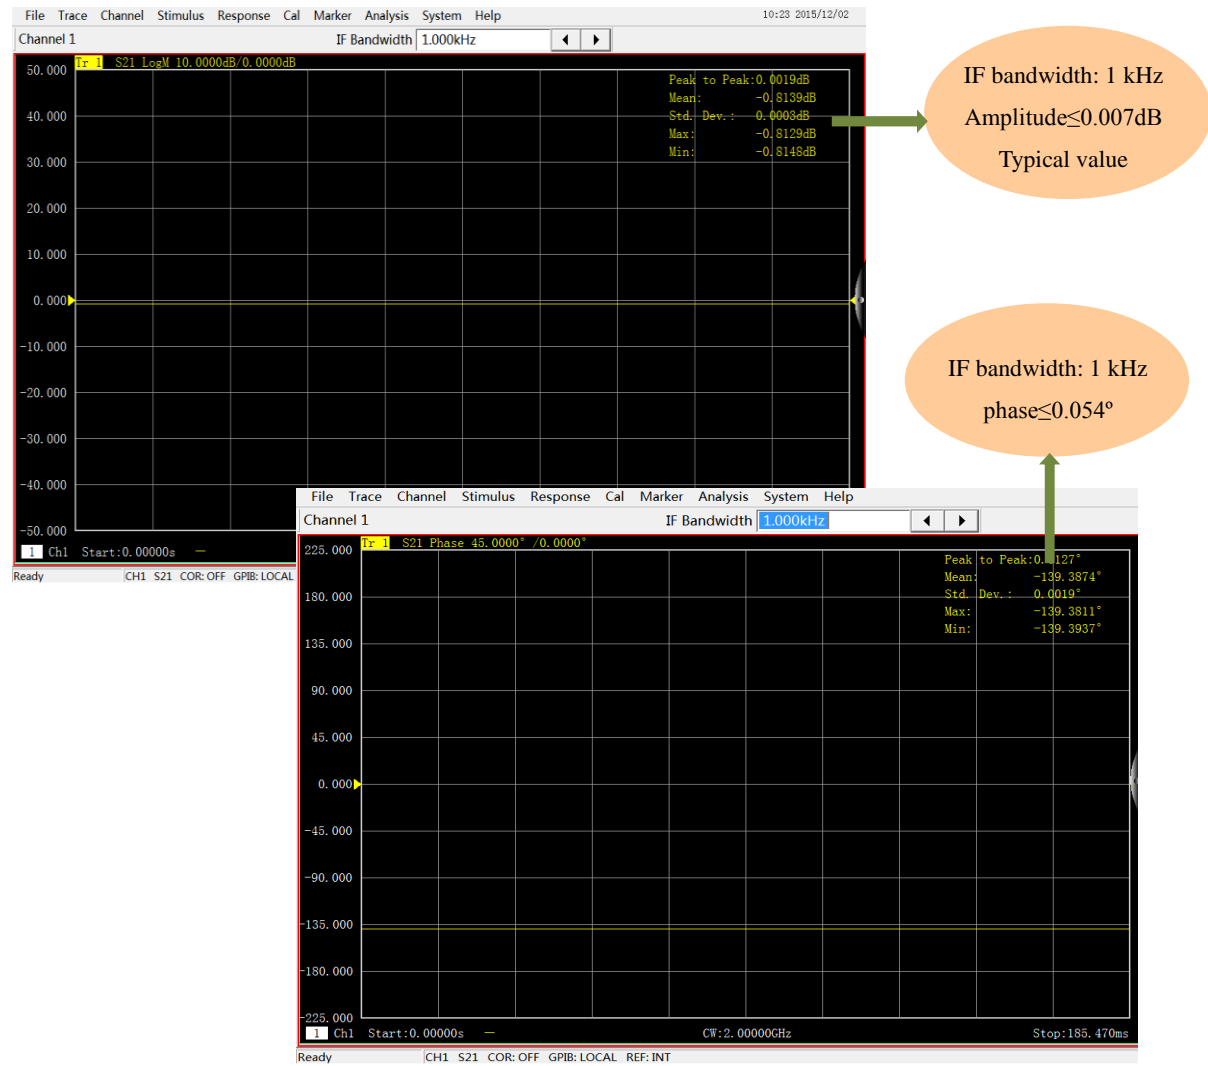 File Trace Channel Stimulus Response Cal Marker Analysis System Help 10:23 2015/12/02
Channel 1 IF Bandwidth 1.000kHz
Tr 1 S21 LogM 10.0000dB/0.0000dB
50.000
Peak to Peak:0.0019dB
Mean: -0.8139dB
Std. Dev.: 0.0003dB
Max: -0.8129dB
Min: -0.8148dB
40.000
30.000
20.000
10.000
0.000
-10.000
-20.000
-30.000
-40.000
-50.000
1 Ch1 Start:0.00000s
Ready CH1 S21 COR: OFF GPIB: LOCAL
IF bandwidth: 1 kHz
Amplitude≤0.007dB
Typical value
IF bandwidth: 1 kHz
phase≤0.054º
File Trace Channel Stimulus Response Cal Marker Analysis System Help
Channel 1 IF Bandwidth 1.000kHz
Tr 1 S21 Phase 45.0000° /0.0000°
225.000
Peak to Peak:
Mean: -139.3874°
Std. Dev.: 0.0019°
Max: -139.3811°
Min: -139.3937°
180.000
135.000
90.000
45.000
0.000
-45.000
-90.000
-135.000
-180.000
-225.000
1 Ch1 Start:0.00000s CW:2.00000GHz Stop:185.470ms
Ready CH1 S21 COR: OFF GPIB: LOCAL REF: INT